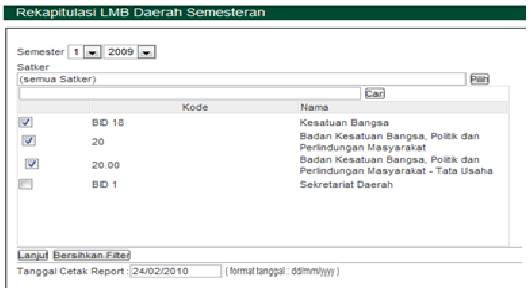 Rekapitulasi LMB Daerah Semesteran
Semester 1 2009
Satker
(semua Satker) Pilih
Cari
Kode Nama
BID 18 Kesatuan Bangsa
20 Badan Kesatuan Bangsa, Politik dan
Perlindungan Masyarakat
20.00 Badan Kesatuan Bangsa, Politik dan
Perlindungan Masyarakat - Tata Usaha
BID 1 Sekretariat Daerah
Lanjut Bersihkan Filter
Tanggal Cetak Report : 24/02/2010 ( format tanggal : dd/mm/yyyy )